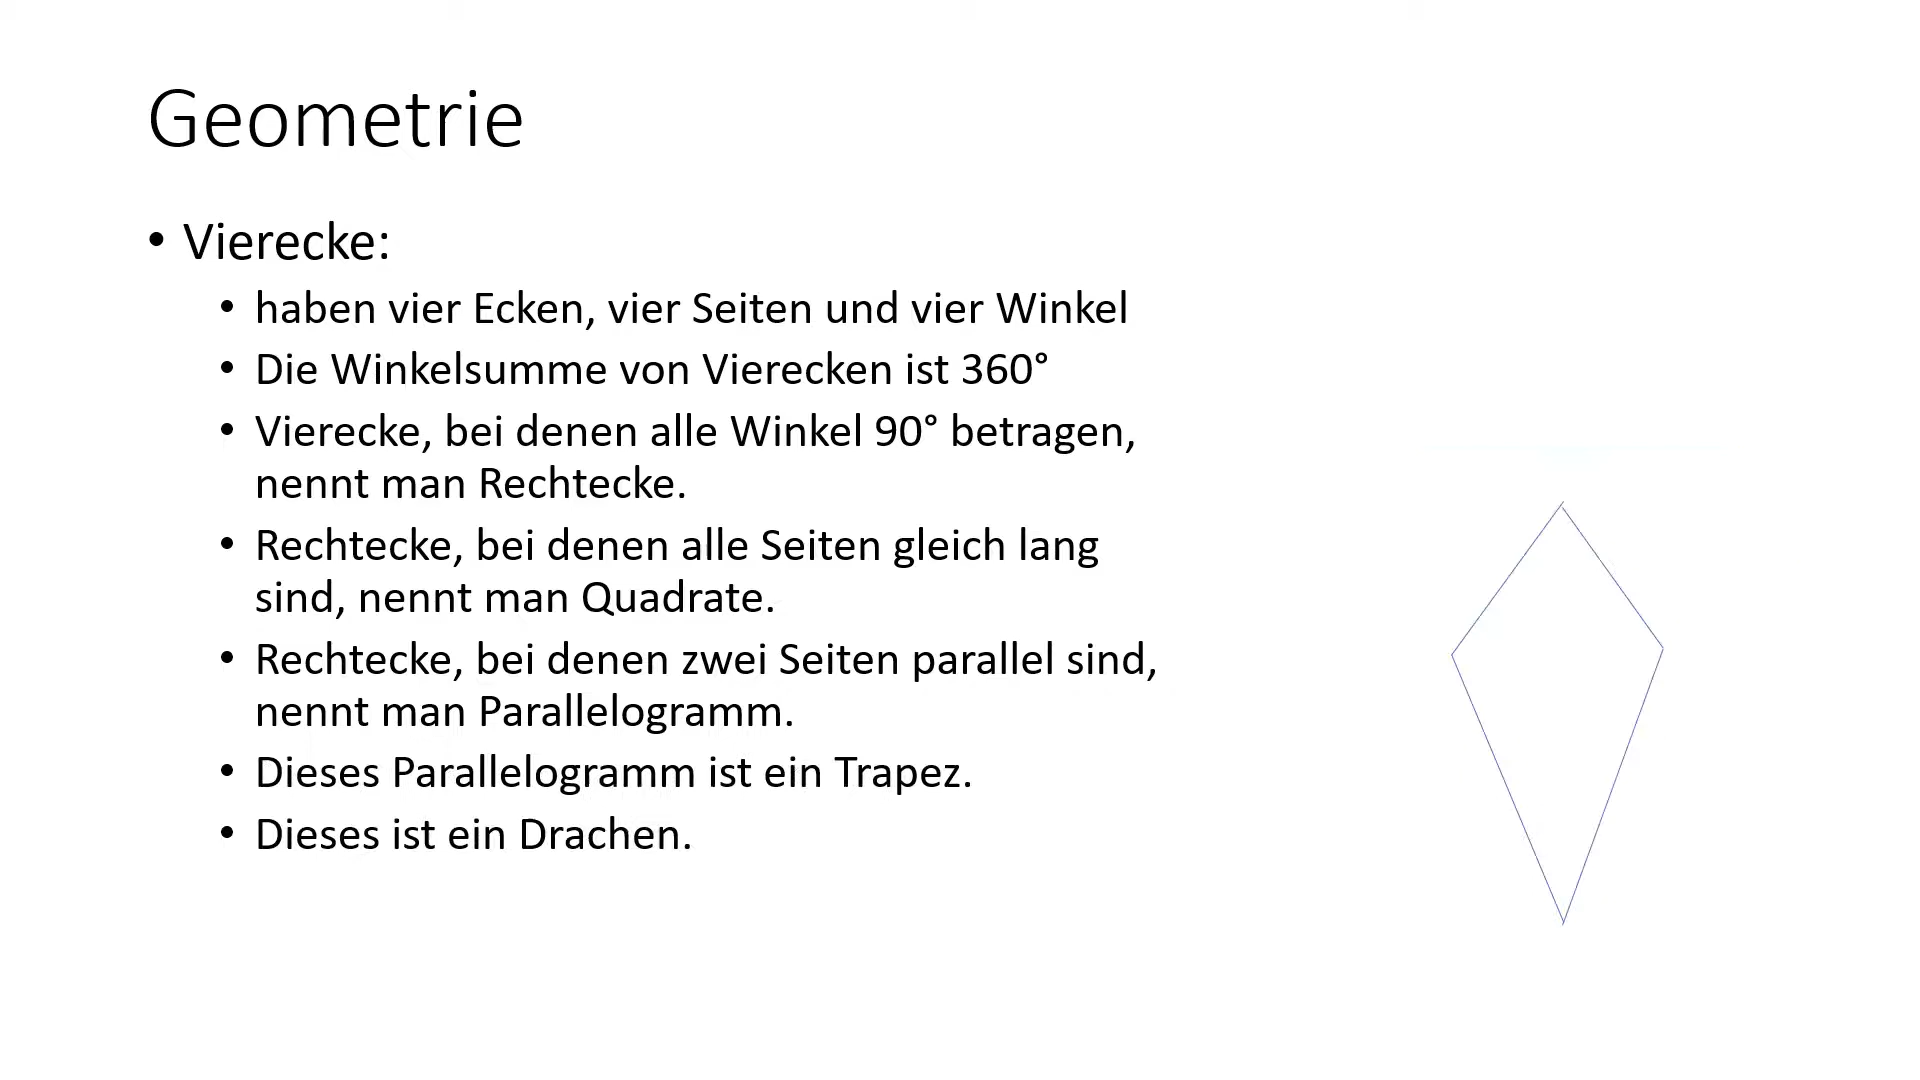 Geometrie
• Vierecke:
• haben vier Ecken, vier Seiten und vier Winkel
• Die Winkelsumme von Vierecken ist 360°
• Vierecke, bei denen alle Winkel 90° betragen,
nennt man Rechtecke.
• Rechtecke, bei denen alle Seiten gleich lang
sind, nennt man Quadrate.
• Rechtecke, bei denen zwei Seiten parallel sind,
nennt man Parallelogramm.
• Dieses Parallelogramm ist ein Trapez.
• Dieses ist ein Drachen.